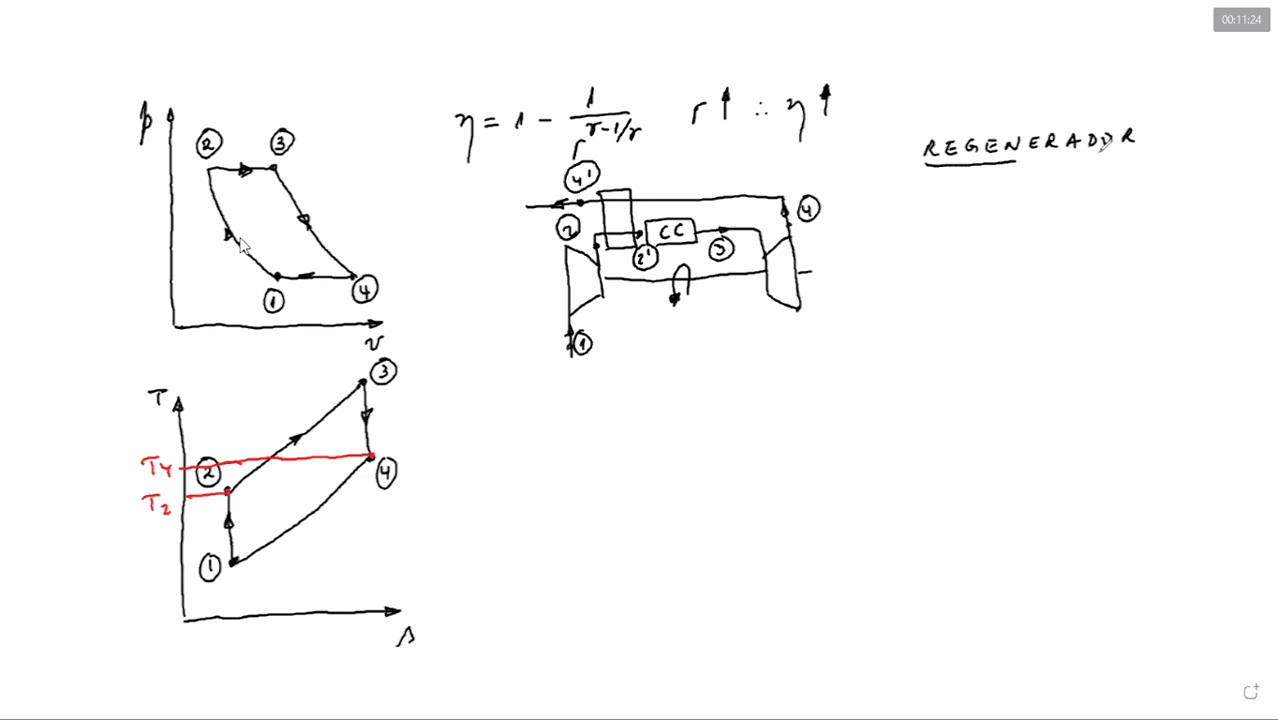 00:11:24
p
② ③
① ④
v
η = 1 - 1 / r^(γ-1/γ) r↑ ∴ η↑
REGENERADOR
4' ② ④
CC
2' ③
①
T
③
T4 ② ④
T2
①
s